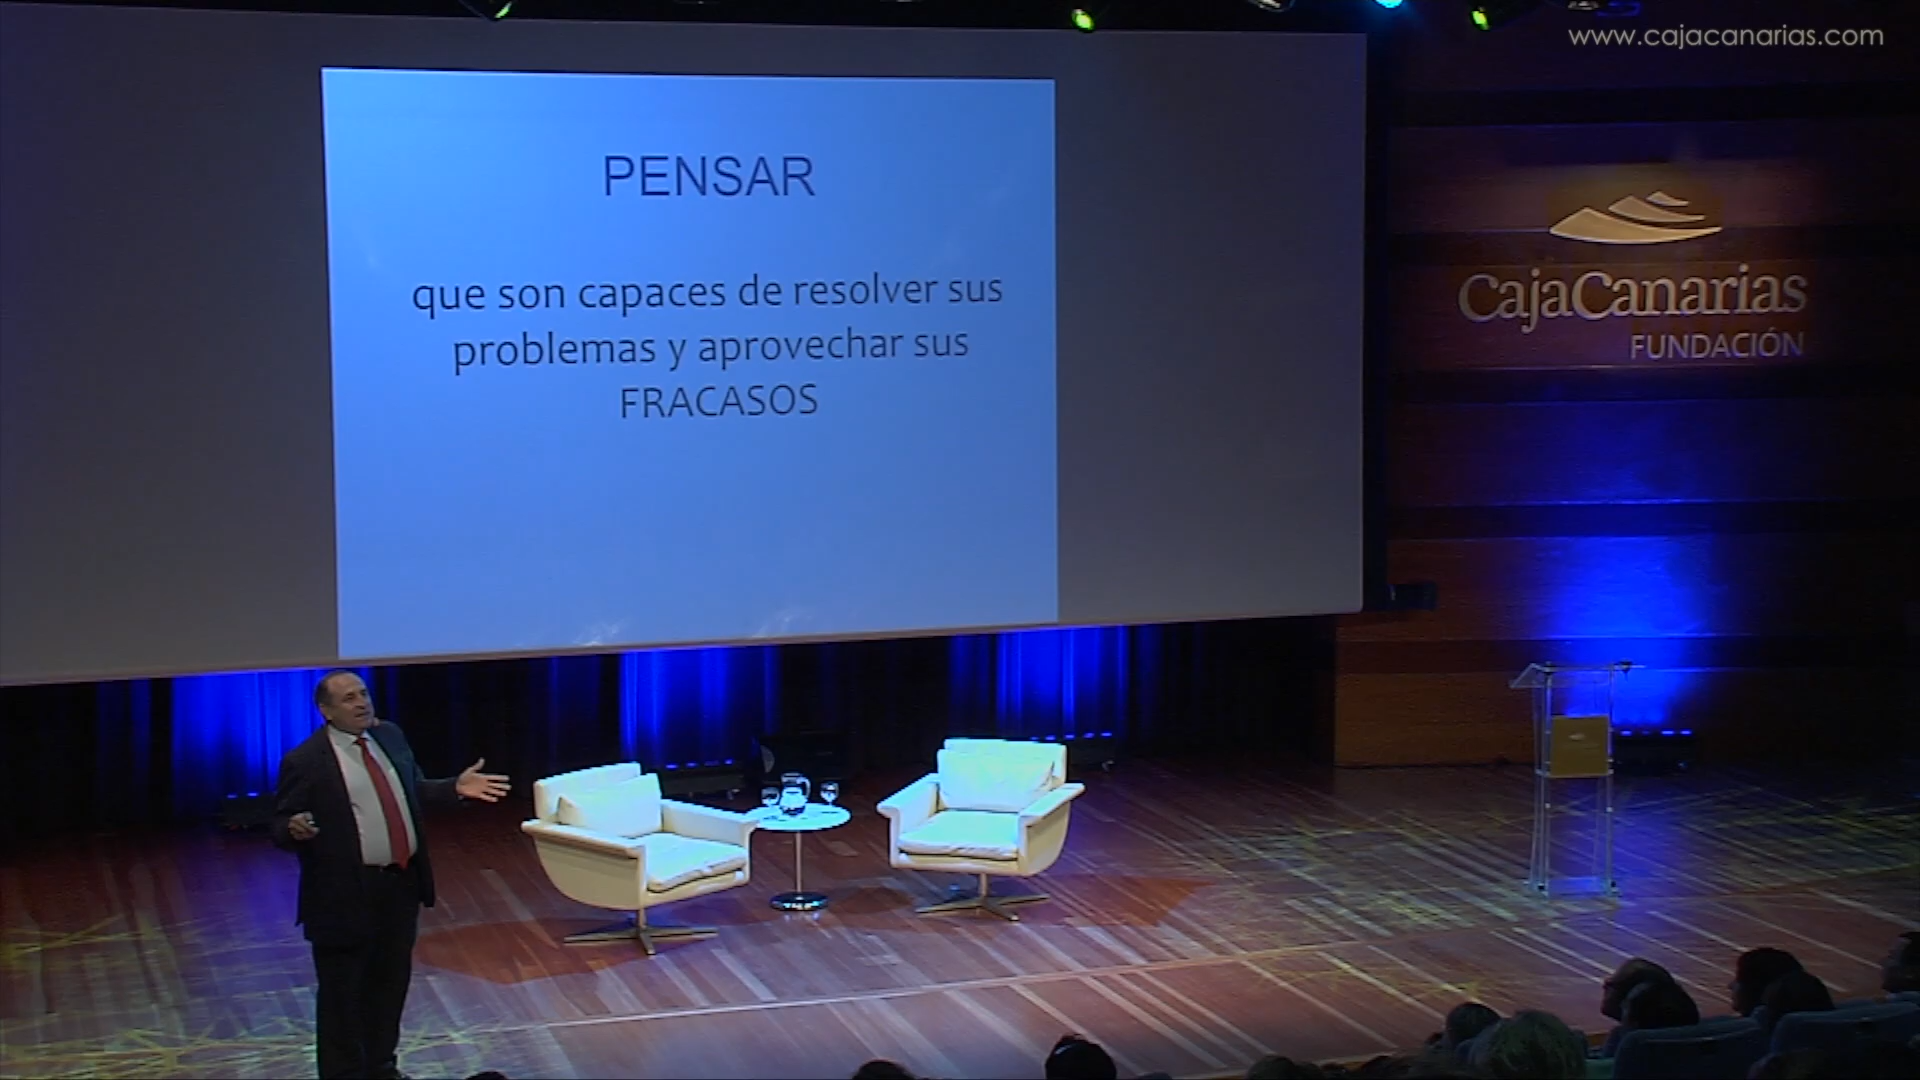 www.cajacanarias.com
PENSAR
que son capaces de resolver sus
problemas y aprovechar sus
FRACASOS
CajaCanarias
FUNDACIÓN